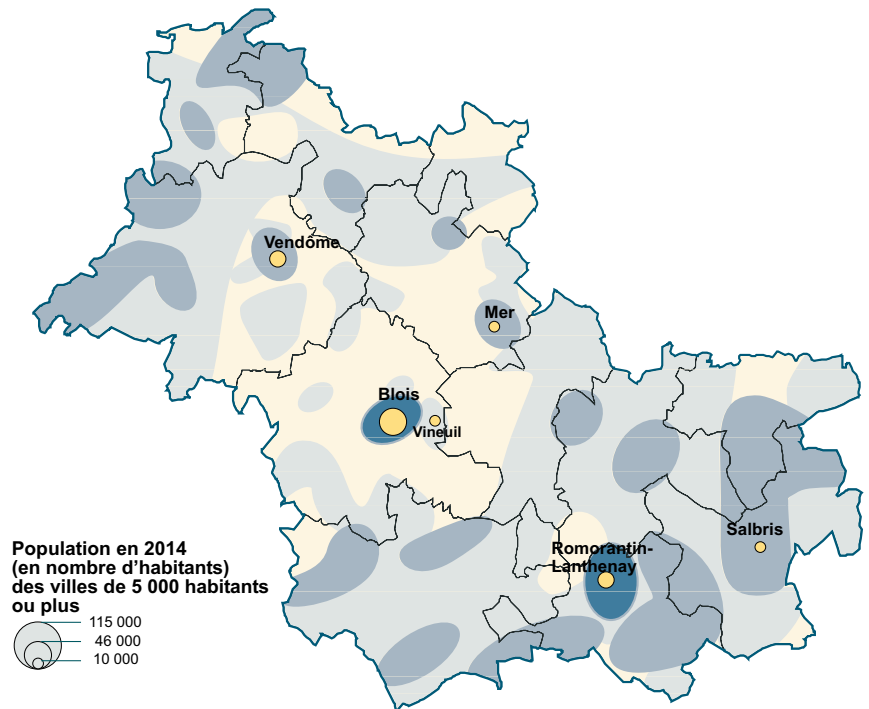 Vendôme
Mer
Blois
Vineuil
Salbris
Romorantin-
Lanthenay
Population en 2014
(en nombre d’habitants)
des villes de 5 000 habitants
ou plus
115 000
46 000
10 000